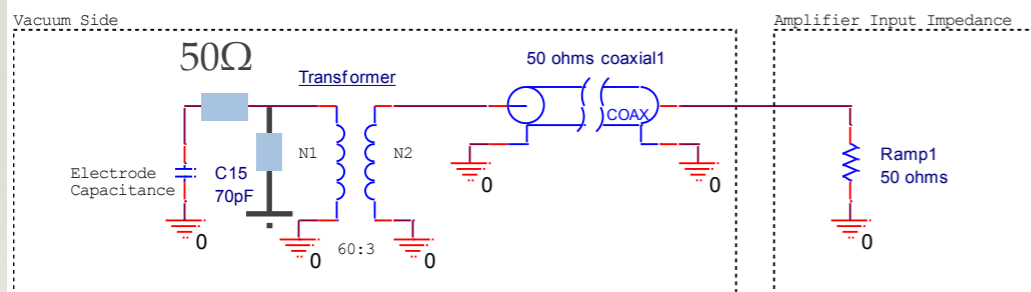 Vacuum Side
Amplifier Input Impedance
50Ω
50 ohms coaxial1
Transformer
COAX
Electrode
Capacitance
C15
70pF
N1
N2
Ramp1
50 ohms
0
0
0
0
0
0
60:3